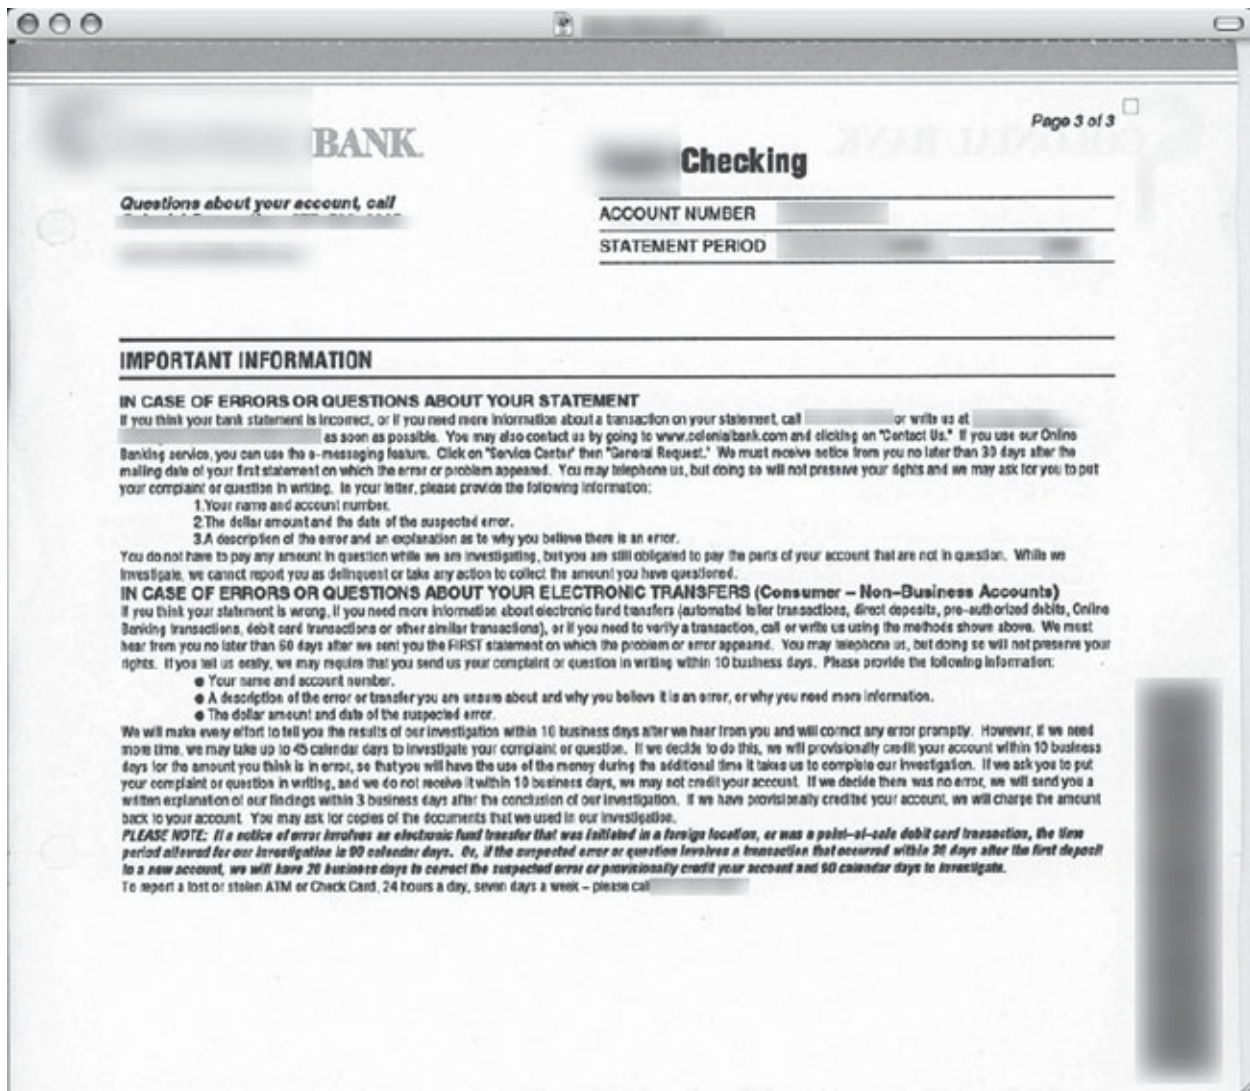 Page 3 of 3
BANK
Checking
Questions about your account, call
ACCOUNT NUMBER
STATEMENT PERIOD
IMPORTANT INFORMATION
IN CASE OF ERRORS OR QUESTIONS ABOUT YOUR STATEMENT
If you think your bank statement is incorrect, or if you need more information about a transaction on your statement, call or write us at
as soon as possible. You may also contact us by going to www.colonialbank.com and clicking on "Contact Us." If you use our Online
Banking service, you can use the e-messaging feature. Click on "Service Center" then "General Request." We must receive notice from you no later than 30 days after the
mailing date of your first statement on which the error or problem appeared. You may telephone us, but doing so will not preserve your rights and we may ask for you to put
your complaint or question in writing. In your letter, please provide the following information:
1.Your name and account number.
2.The dollar amount and the date of the suspected error.
3.A description of the error and an explanation as to why you believe there is an error.
You do not have to pay any amount in question while we are investigating, but you are still obligated to pay the parts of your account that are not in question. While we
investigate, we cannot report you as delinquent or take any action to collect the amount you have questioned.
IN CASE OF ERRORS OR QUESTIONS ABOUT YOUR ELECTRONIC TRANSFERS (Consumer – Non–Business Accounts)
If you think your statement is wrong, if you need more information about electronic fund transfers (automated teller transactions, direct deposits, pre-authorized debits, Online
Banking transactions, debit card transactions or other similar transactions), or if you need to verify a transaction, call or write us using the methods shown above. We must
hear from you no later than 60 days after we sent you the FIRST statement on which the problem or error appeared. You may telephone us, but doing so will not preserve your
rights. If you tell us orally, we may require that you send us your complaint or question in writing within 10 business days. Please provide the following information:
● Your name and account number.
● A description of the error or transfer you are unsure about and why you believe it is an error, or why you need more information.
● The dollar amount and date of the suspected error.
We will make every effort to tell you the results of our investigation within 10 business days after we hear from you and will correct any error promptly. However, if we need
more time, we may take up to 45 calendar days to investigate your complaint or question. If we decide to do this, we will provisionally credit your account within 10 business
days for the amount you think is in error, so that you will have the use of the money during the additional time it takes us to complete our investigation. If we ask you to put
your complaint or question in writing, and we do not receive it within 10 business days, we may not credit your account. If we decide there was no error, we will send you a
written explanation of our findings within 3 business days after the conclusion of our investigation. If we have provisionally credited your account, we will charge the amount
back to your account. You may ask for copies of the documents that we used in our investigation.
PLEASE NOTE: If a notice of error involves an electronic fund transfer that was initiated in a foreign location, or was a point–of–sale debit card transaction, the time
period allowed for our investigation is 90 calendar days. Or, if the suspected error or question involves a transaction that occurred within 30 days after the first deposit
to a new account, we will have 20 business days to correct the suspected error or provisionally credit your account and 90 calendar days to investigate.
To report a lost or stolen ATM or Check Card, 24 hours a day, seven days a week – please call